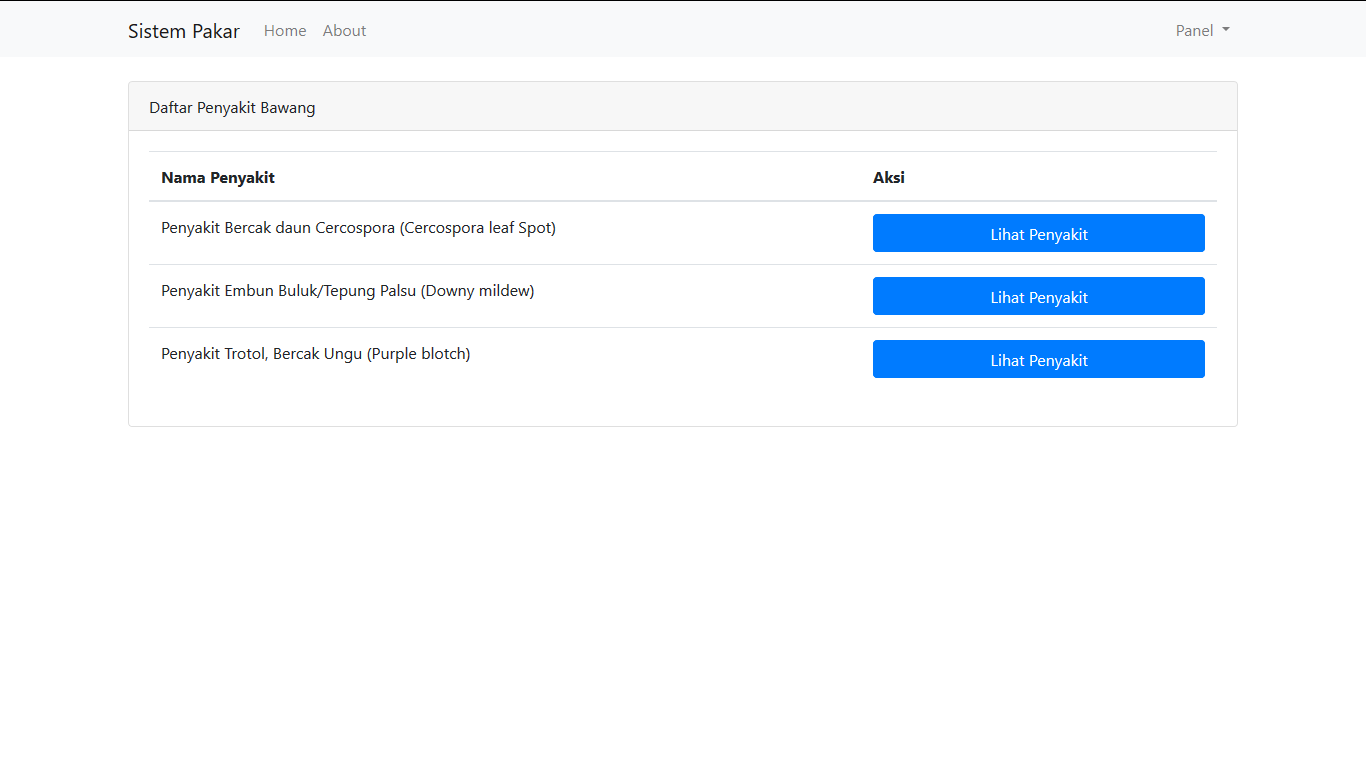 Sistem Pakar Home About Panel
Daftar Penyakit Bawang
Nama Penyakit Aksi
Penyakit Bercak daun Cercospora (Cercospora leaf Spot) Lihat Penyakit
Penyakit Embun Buluk/Tepung Palsu (Downy mildew) Lihat Penyakit
Penyakit Trotol, Bercak Ungu (Purple blotch) Lihat Penyakit